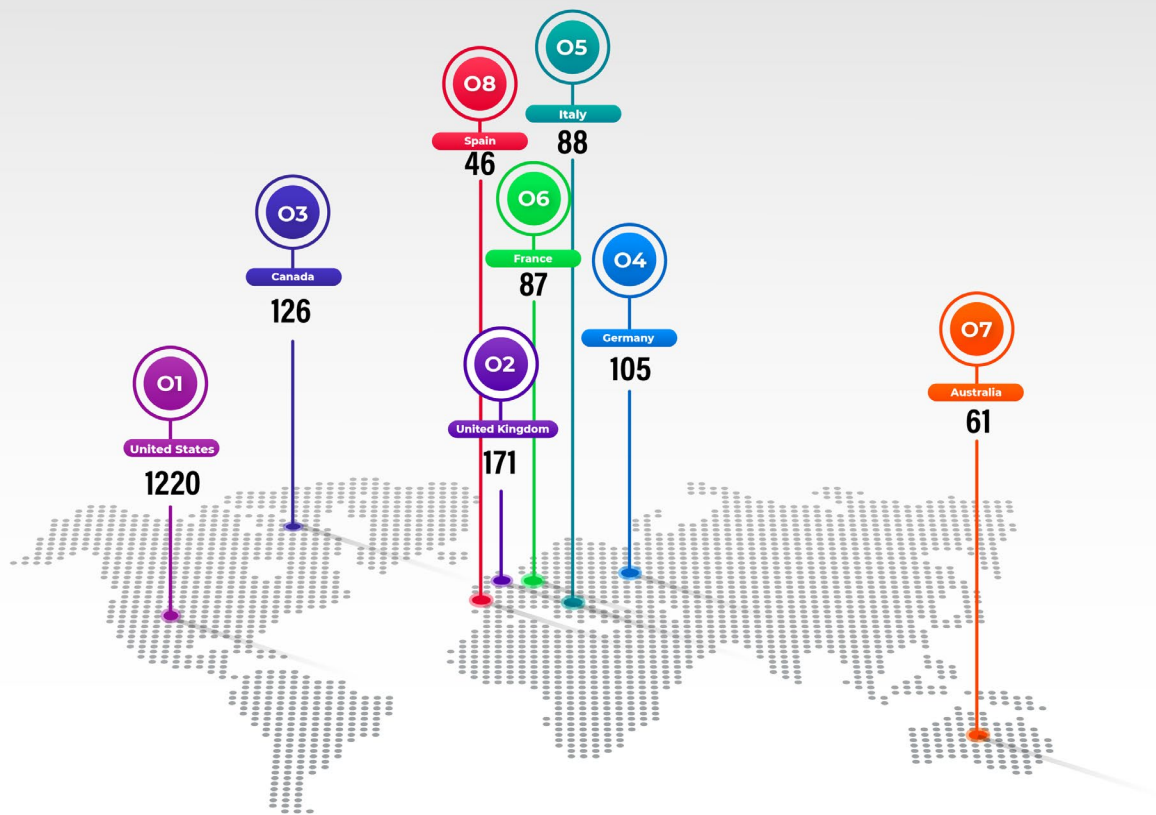 O5
Italy
88
O8
Spain
46
O6
France
87
O3
Canada
126
O4
Germany
105
O7
Australia
61
O2
United Kingdom
171
O1
United States
1220